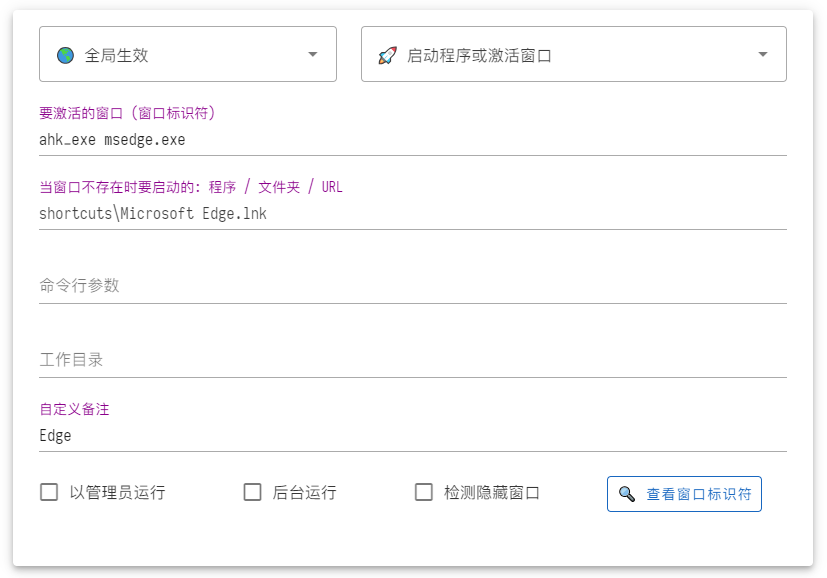 全局生效
启动程序或激活窗口
要激活的窗口 (窗口标识符)
ahk_exe msedge.exe
当窗口不存在时要启动的: 程序 / 文件夹 / URL
shortcuts\Microsoft Edge.lnk
命令行参数
工作目录
自定义备注
Edge
以管理员运行
后台运行
检测隐藏窗口
查看窗口标识符